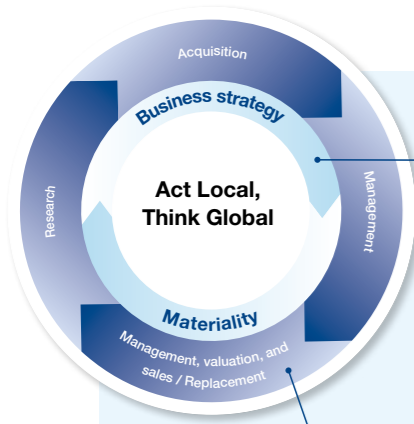 Acquisition
Business strategy
Act Local,
Think Global
Research
Management
Materiality
Management, valuation, and
sales / Replacement